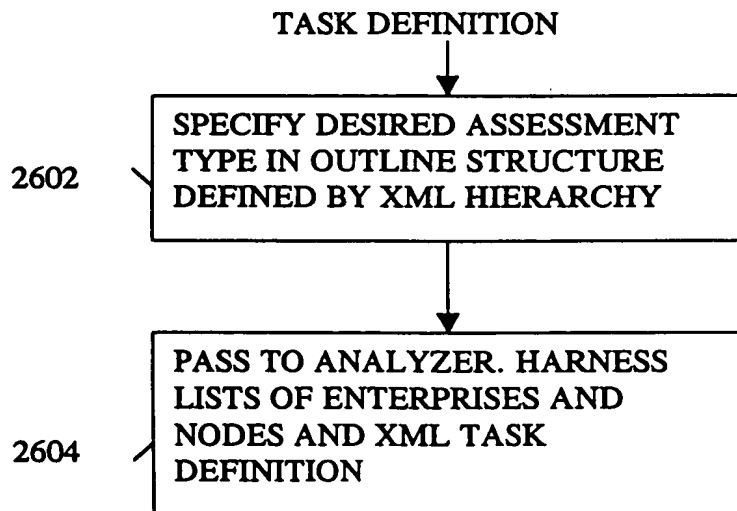 TASK DEFINITION
2602
SPECIFY DESIRED ASSESSMENT
TYPE IN OUTLINE STRUCTURE
DEFINED BY XML HIERARCHY
2604
PASS TO ANALYZER. HARNESS
LISTS OF ENTERPRISES AND
NODES AND XML TASK
DEFINITION